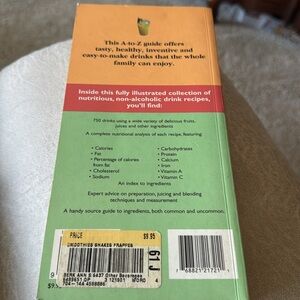 This A-to-Z guide offers
tasty, healthy, inventive and
easy-to-make drinks that the whole
family can enjoy.
Inside this fully illustrated collection of
nutritious, non-alcoholic drink recipes,
you'll find:
750 drinks using a wide variety of delicious fruits,
juices and other ingredients
A complete nutritional analysis of each recipe, featuring:
• Calories
• Fat
• Percentage of calories
from fat
• Cholesterol
• Sodium
• Carbohydrates
• Protein
• Calcium
• Iron
• Vitamin A
• Vitamin C
An index to ingredients
Expert advice on preparation, juicing and blending
techniques and measurement
A handy source guide to ingredients, both common and uncommon.
PRICE
$9.95
SMOOTHIES SHAKES FRAPPES